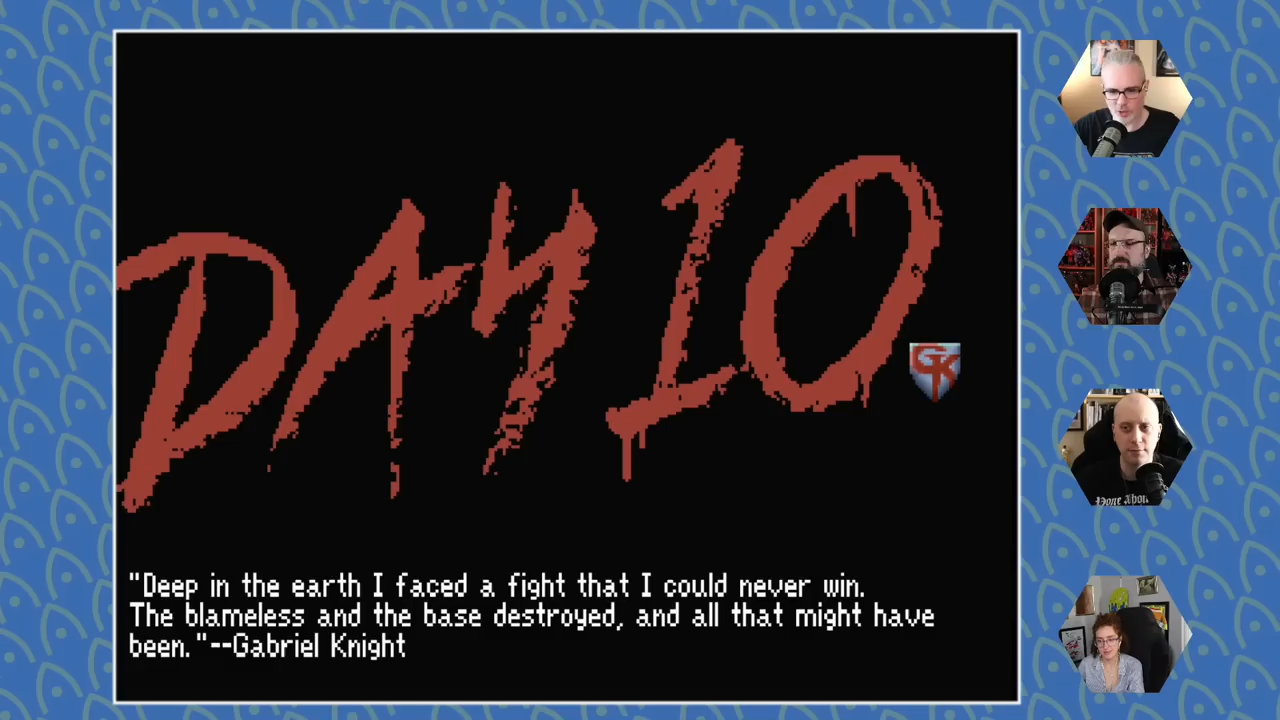 DAY 10
GK
"Deep in the earth I faced a fight that I could never win.
The blameless and the base destroyed, and all that might have
been."--Gabriel Knight